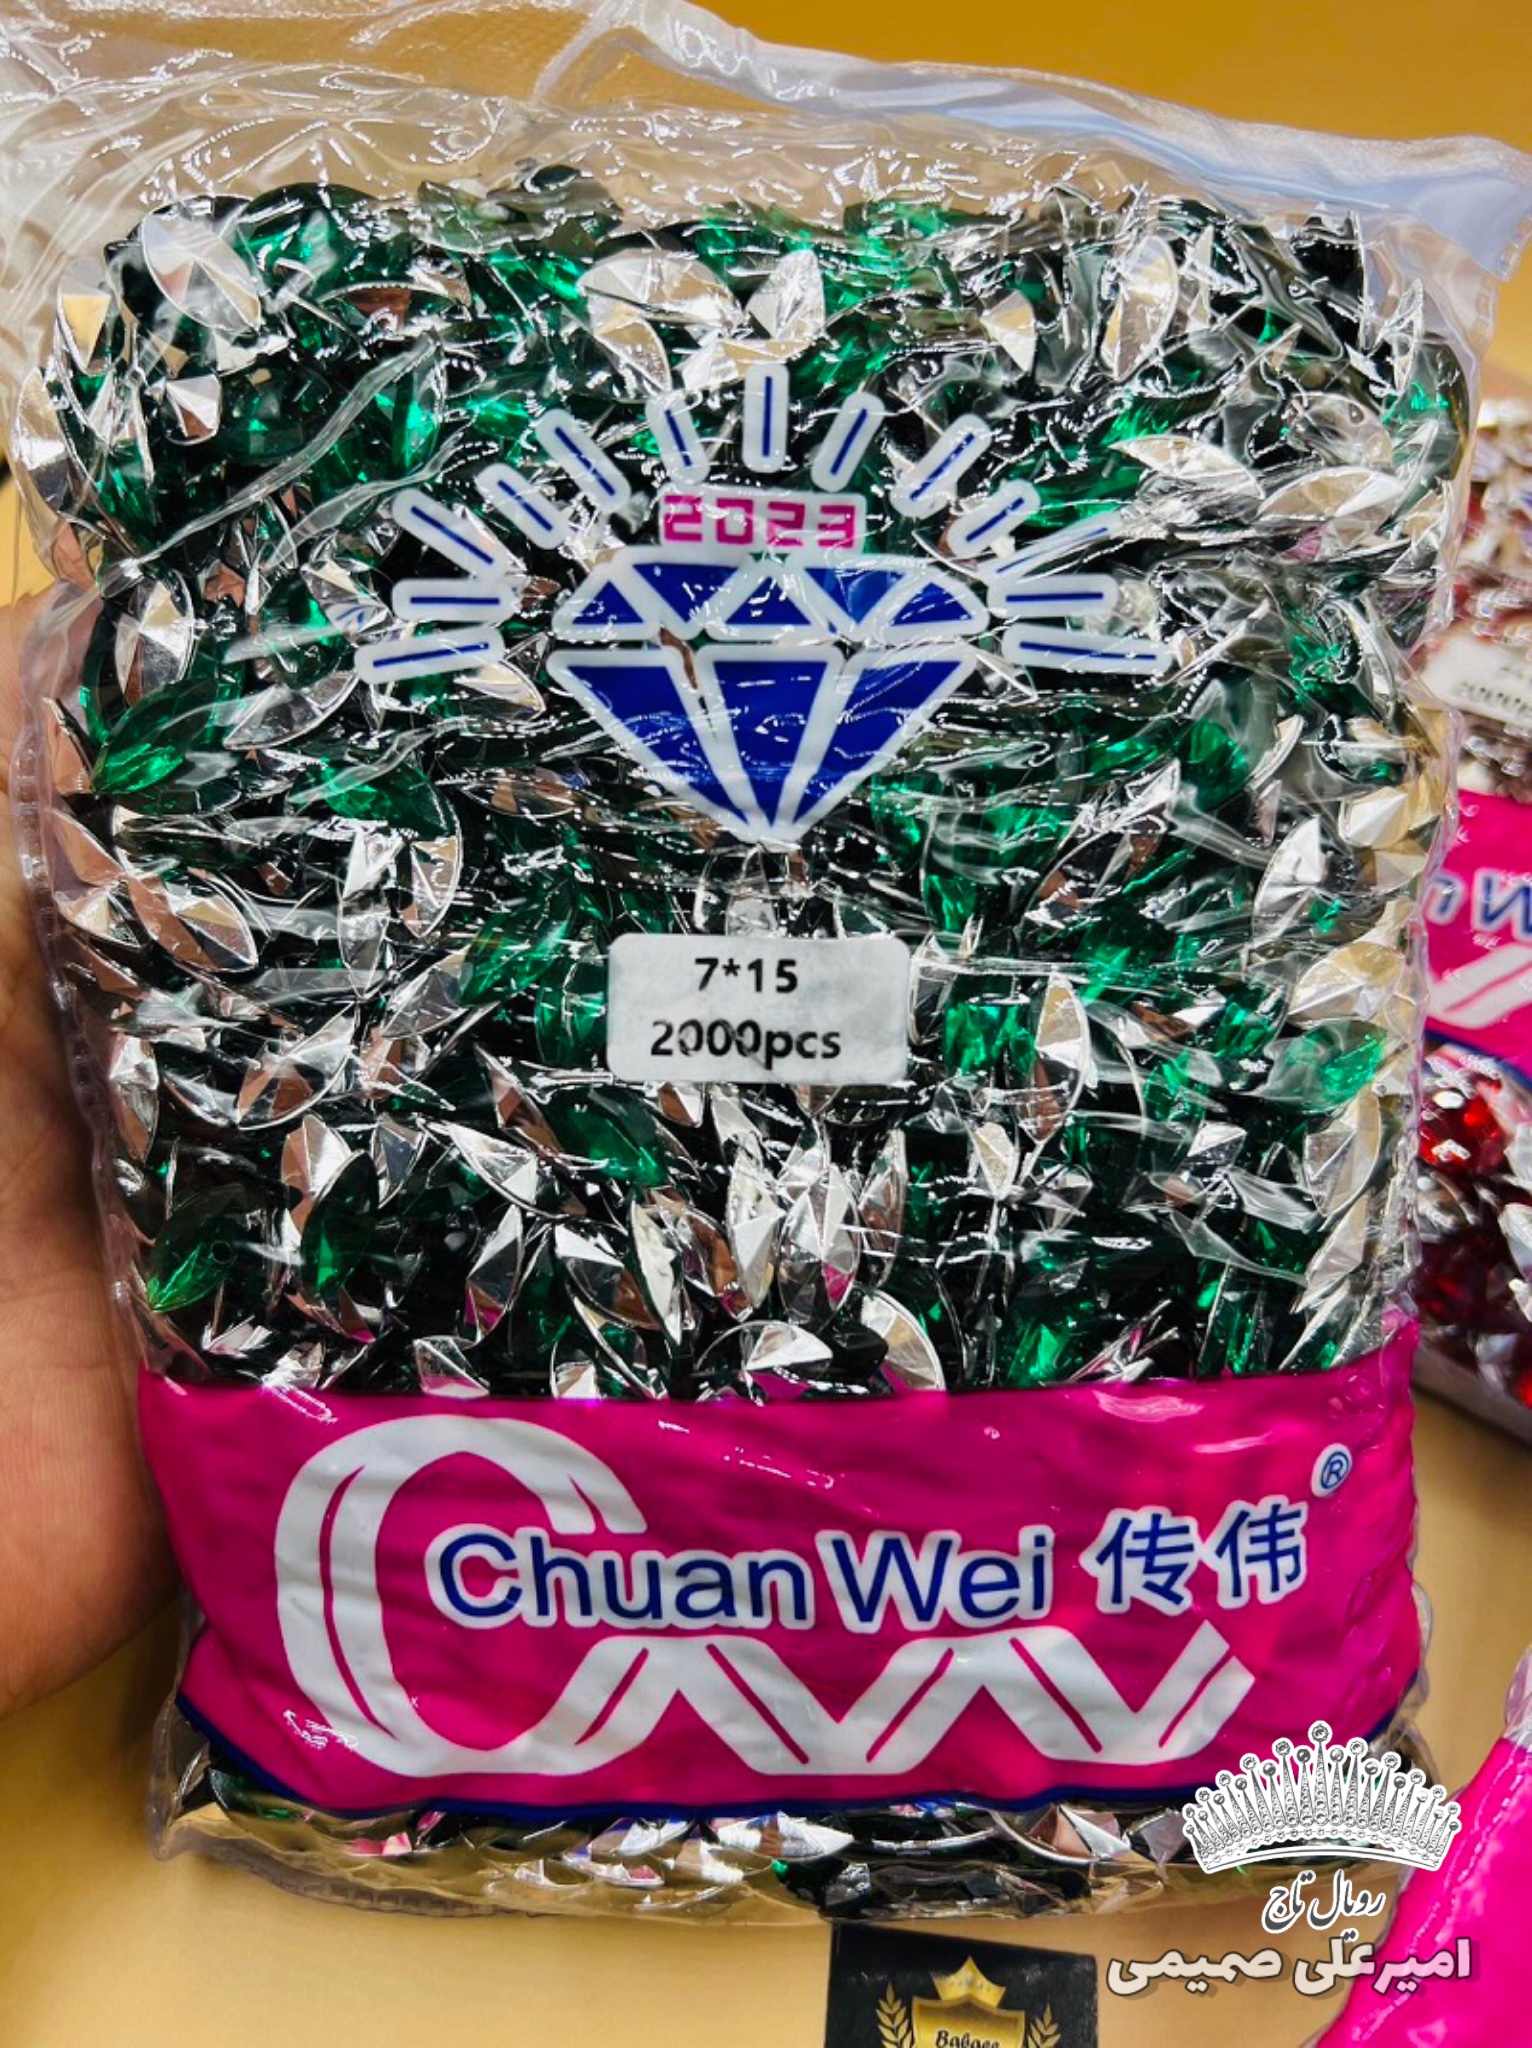 2023
7*15
2000pcs
Chuan Wei 传伟®
رویال تاج
امیرعلی صمیمی